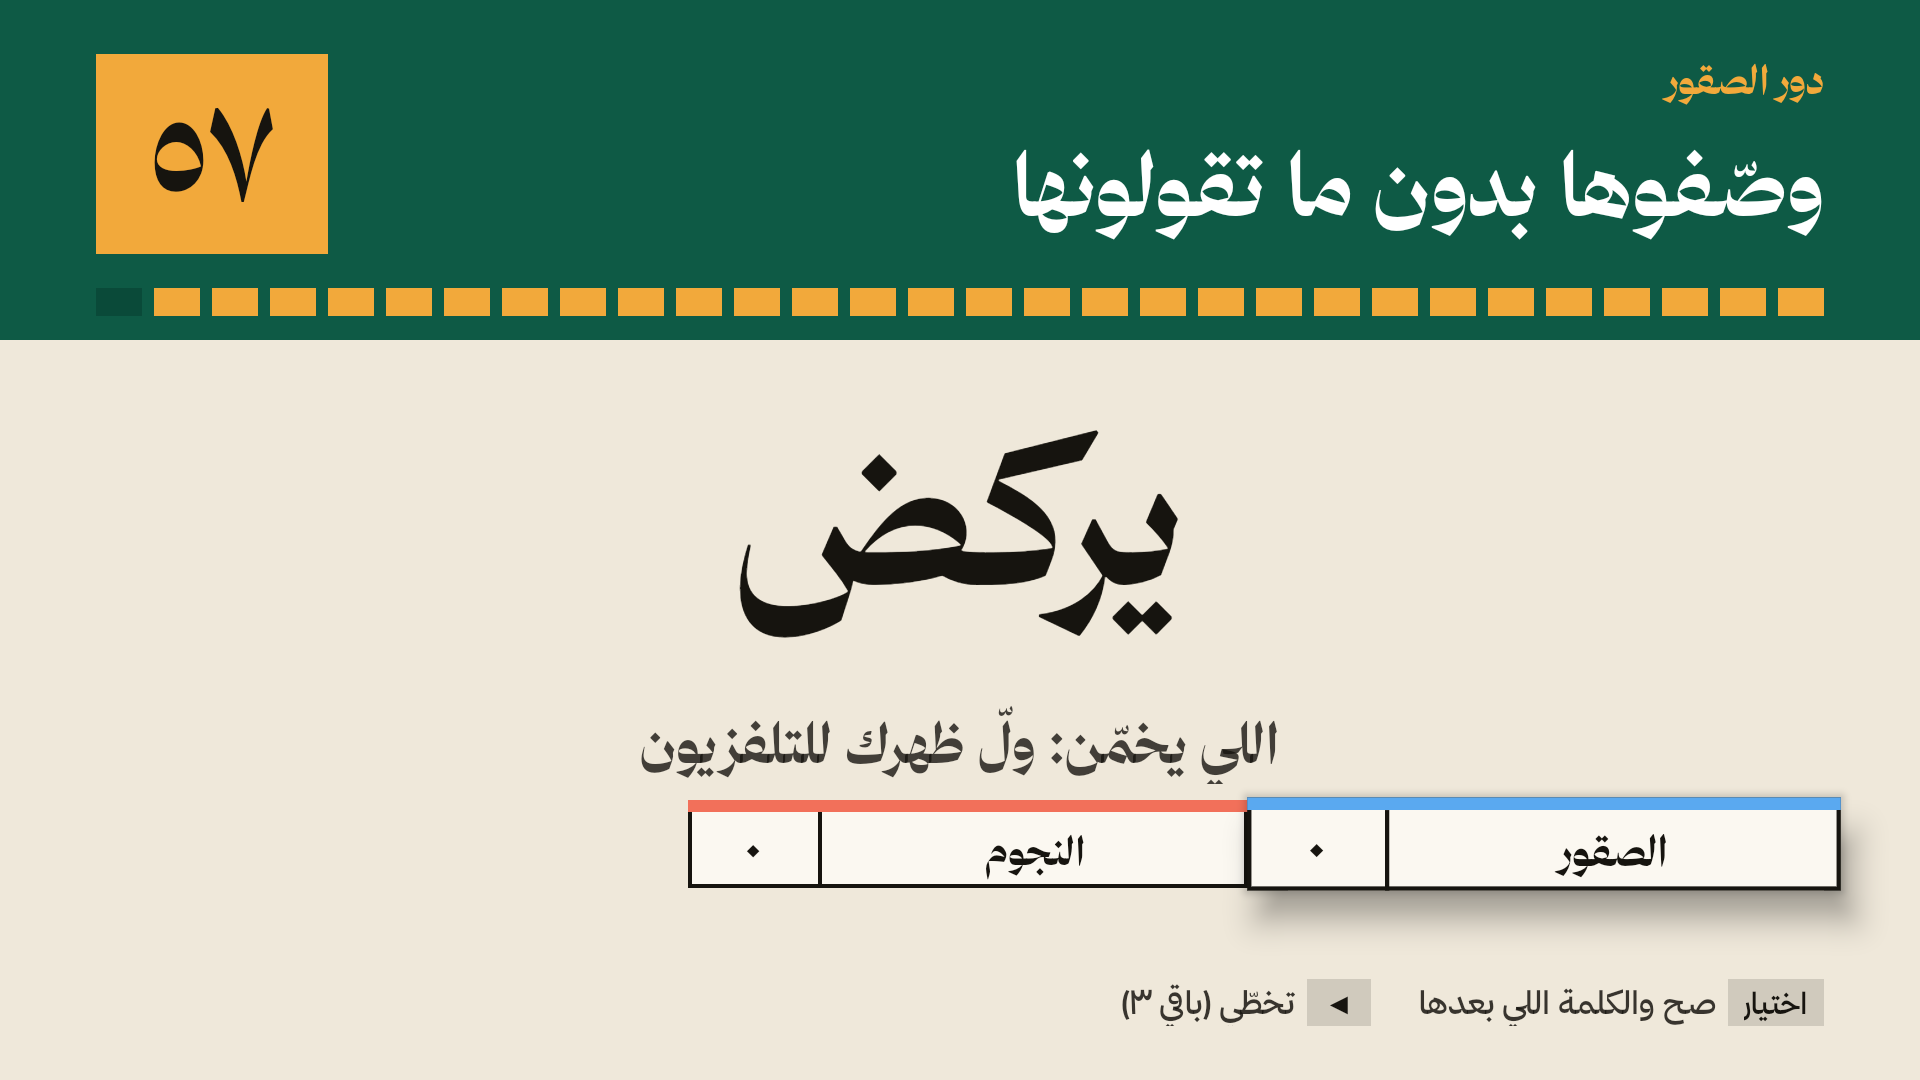 دور الصقور
وصّفوها بدون ما تقولونها
٥٧
يركض
اللي يخمّن: ولّ ظهرك للتلفزيون
الصقور ٠
النجوم ٠
اختيار صح والكلمة اللي بعدها
◀ تخطّى (باقي ٣)